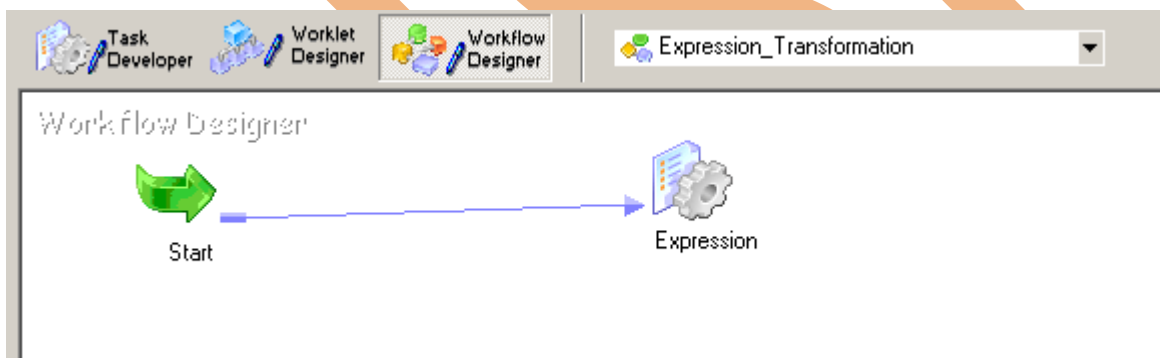 Task
Developer
Worklet
Designer
Workflow
Designer
Expression_Transformation
Workflow Designer
Start
Expression